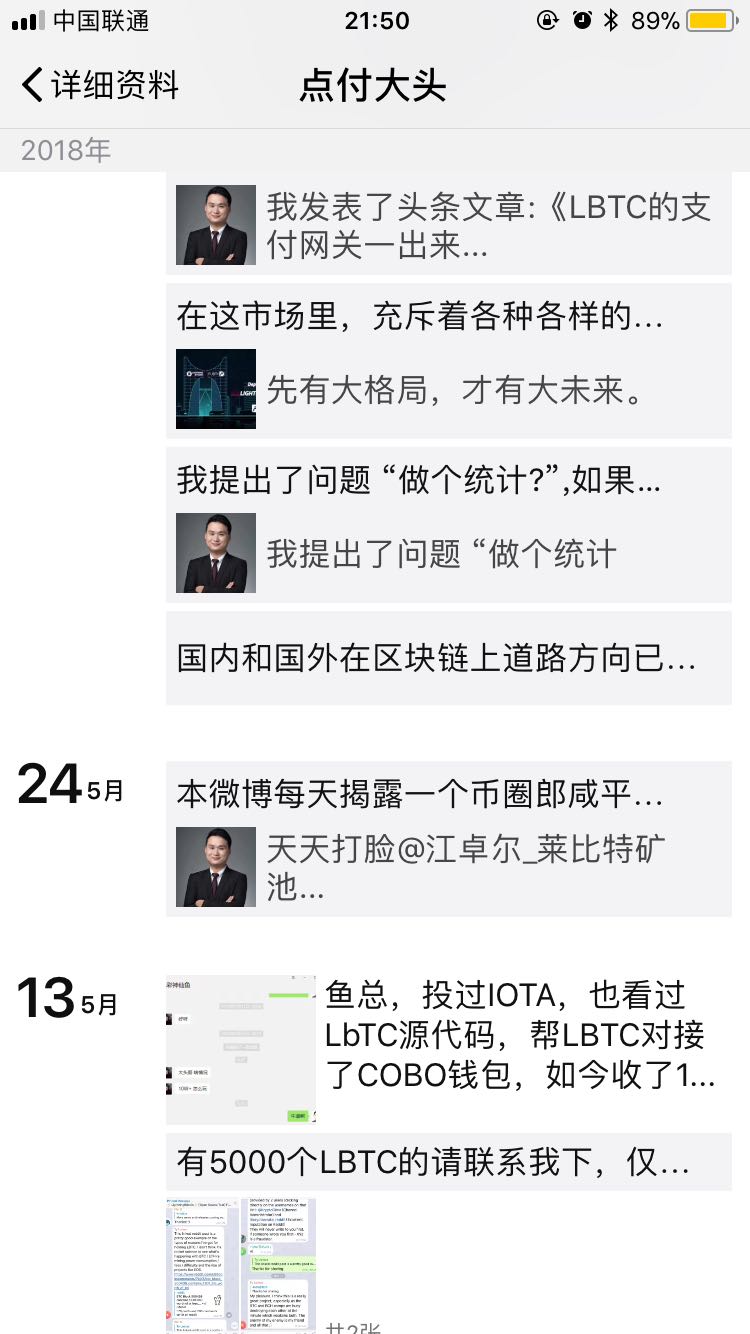 中国联通
21:50
89%
详细资料
点付大头
2018年
我发表了头条文章:《LBTC的支
付网关一出来...
在这市场里，充斥着各种各样的...
先有大格局，才有大未来。
我提出了问题 “做个统计?”,如果...
我提出了问题 “做个统计
国内和国外在区块链上道路方向已...
24 5月
本微博每天揭露一个币圈郎咸平...
天天打脸@江卓尔_莱比特矿
池...
13 5月
鱼总，投过IOTA，也看过
LbTC源代码，帮LBTC对接
了COBO钱包，如今收了1...
有5000个LBTC的请联系我下，仅...
共2张